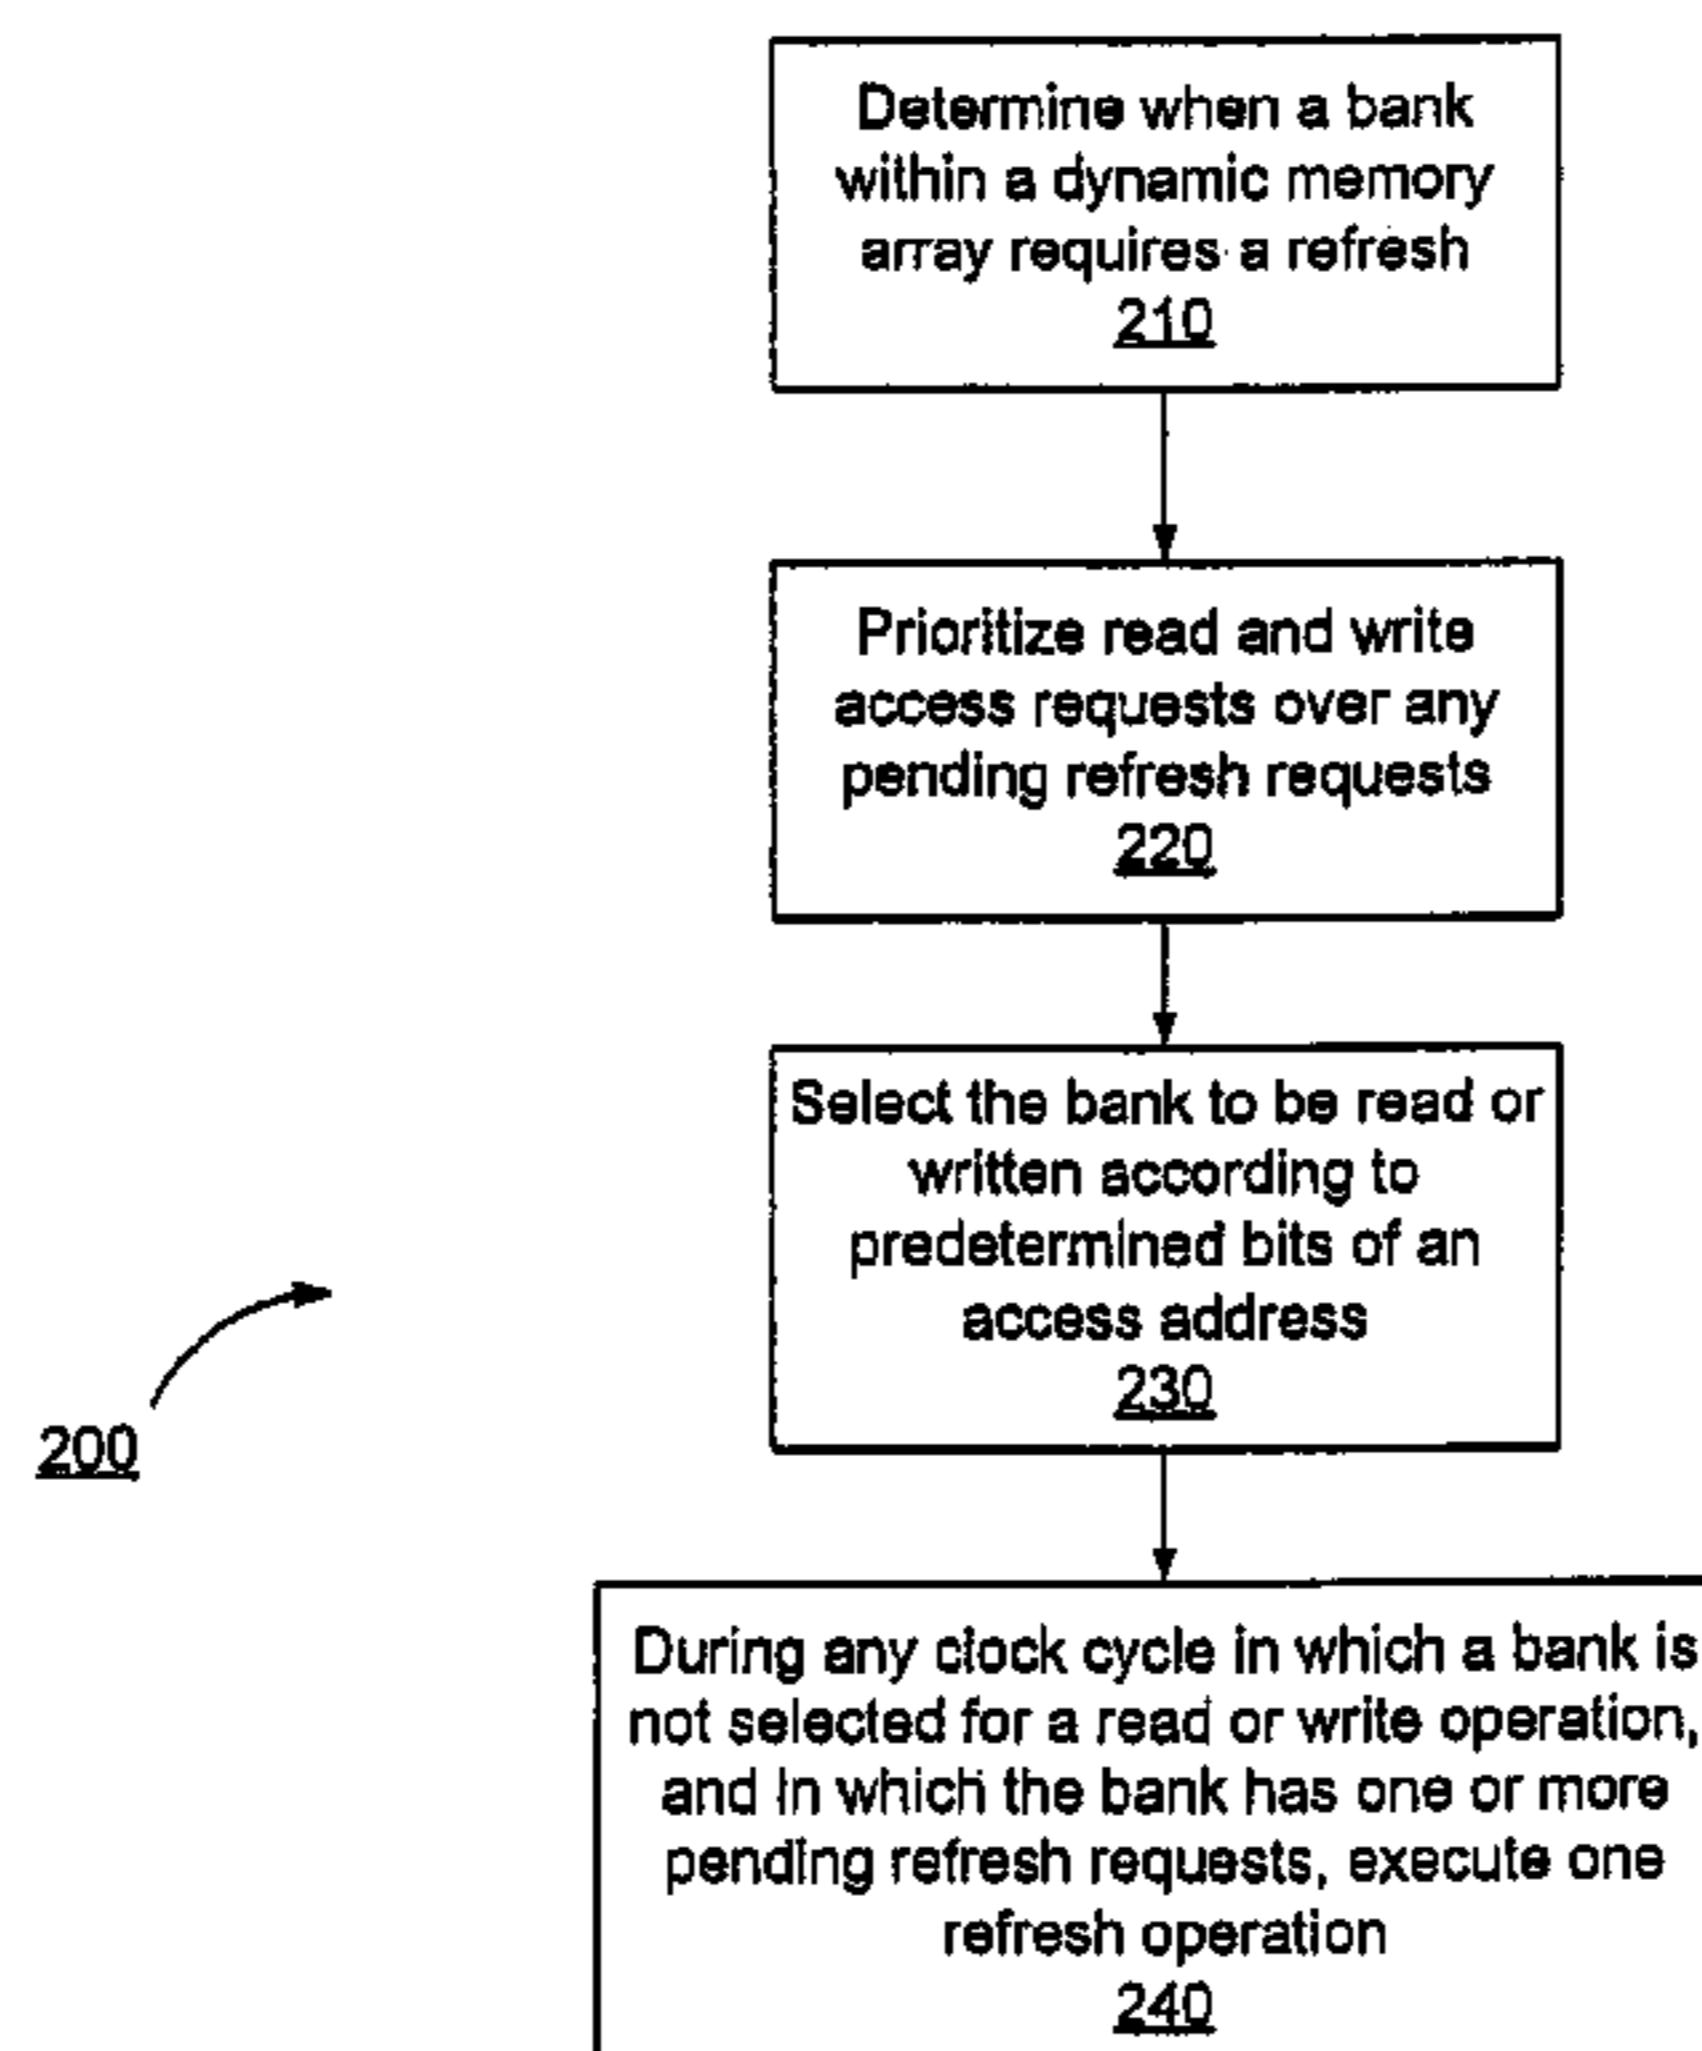 Determine when a bank
within a dynamic memory
array requires a refresh
210
Prioritize read and write
access requests over any
pending refresh requests
220
Select the bank to be read or
written according to
predetermined bits of an
access address
230
200
During any clock cycle in which a bank is
not selected for a read or write operation,
and in which the bank has one or more
pending refresh requests, execute one
refresh operation
240